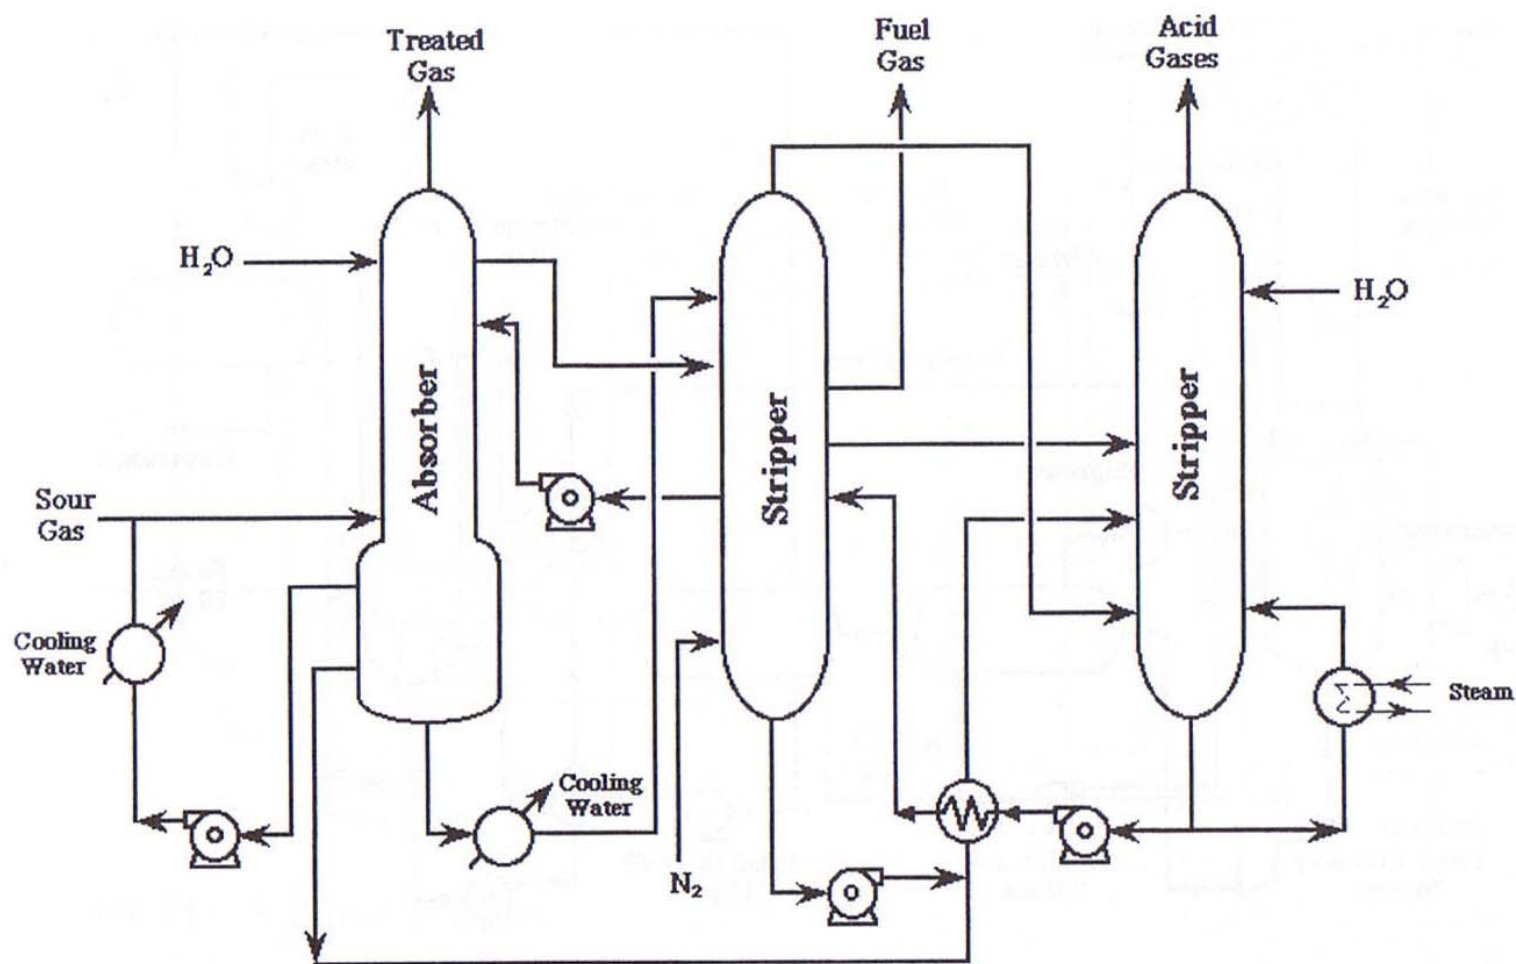 Treated
Gas
Fuel
Gas
Acid
Gases
H₂O
H₂O
Absorber
Stripper
Stripper
Sour
Gas
Cooling
Water
Steam
Cooling
Water
N₂